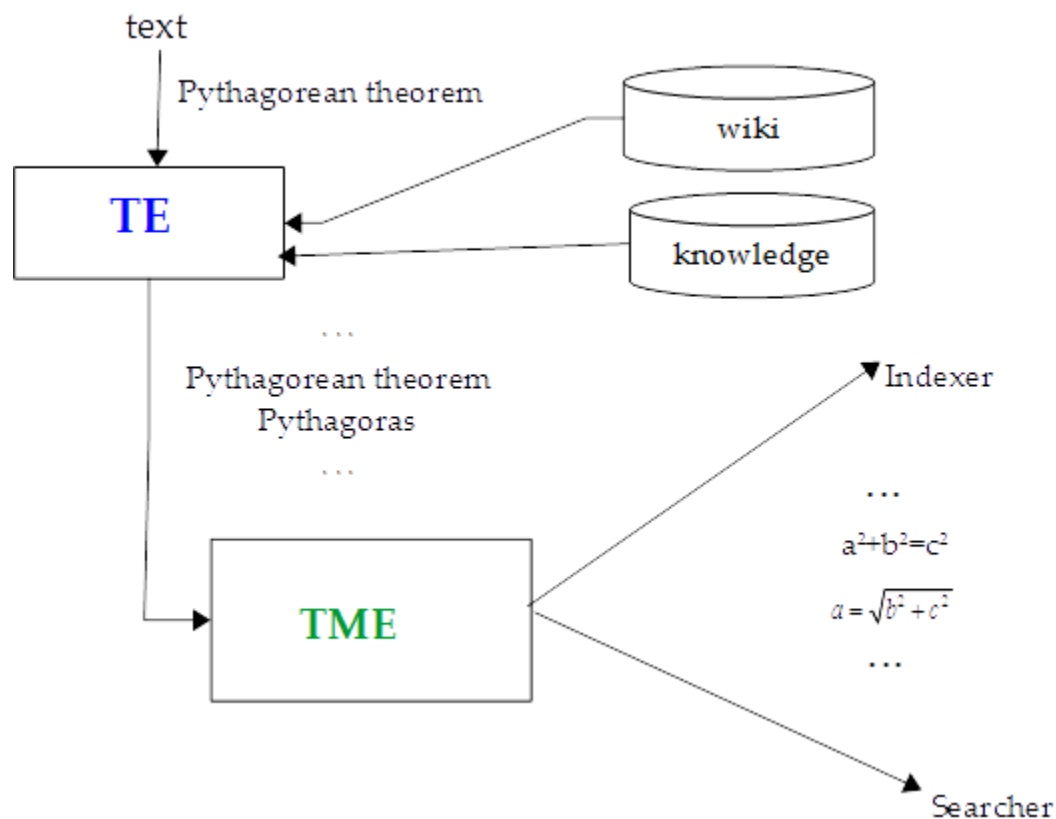 text
Pythagorean theorem
wiki
TE
knowledge
...
Pythagorean theorem
Pythagoras
...
Indexer
...
a²+b²=c²
a = √(b² + c²)
TME
...
Searcher